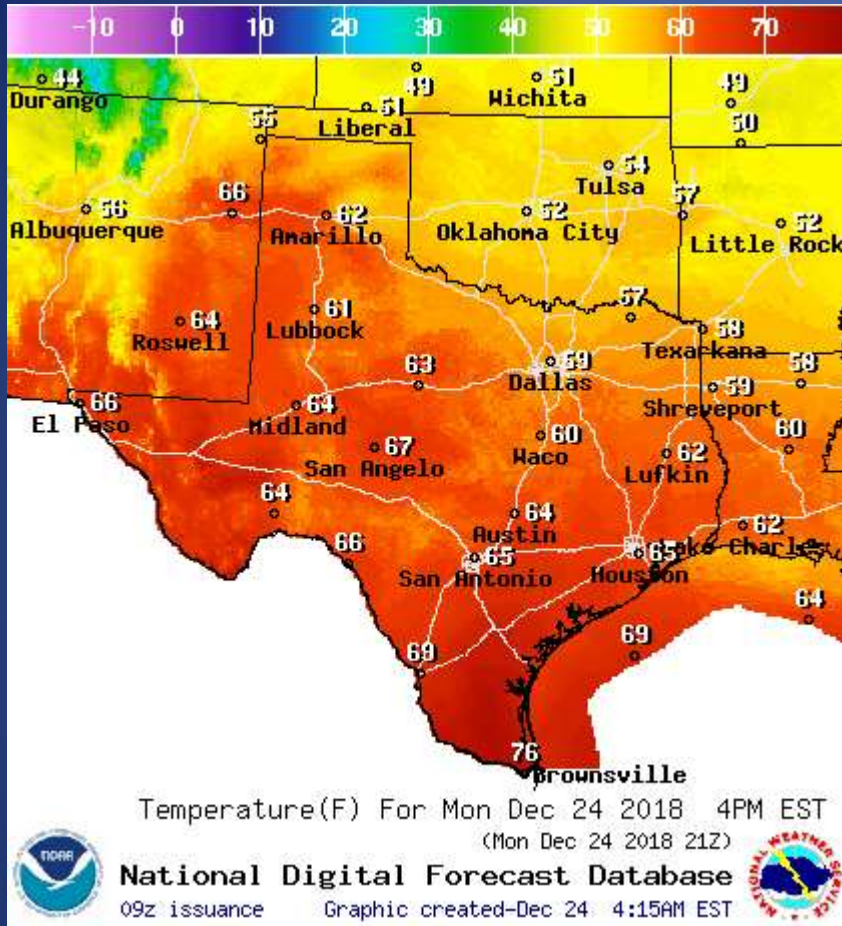 -10 0 10 20 30 40 50 60 70
44
Durango
49
51
Wichita
49
51
Liberal
50
55
54
Tulsa
56
Albuquerque
66
62
Amarillo
52
Oklahoma City
57
52
Little Rock
64
Roswell
61
Lubbock
57
58
Texarkana
63
59
Dallas
59
Shreveport
58
66
El Paso
64
Midland
67
San Angelo
60
Waco
62
Lufkin
60
64
64
Austin
62
Lake Charles
66
65
San Antonio
65
Houston
64
69
69
76
Brownsville
Temperature(F) For Mon Dec 24 2018 4PM EST
(Mon Dec 24 2018 21Z)
National Digital Forecast Database
09z issuance Graphic created-Dec 24 4:15AM EST
NOAA
NATIONAL WEATHER SERVICE